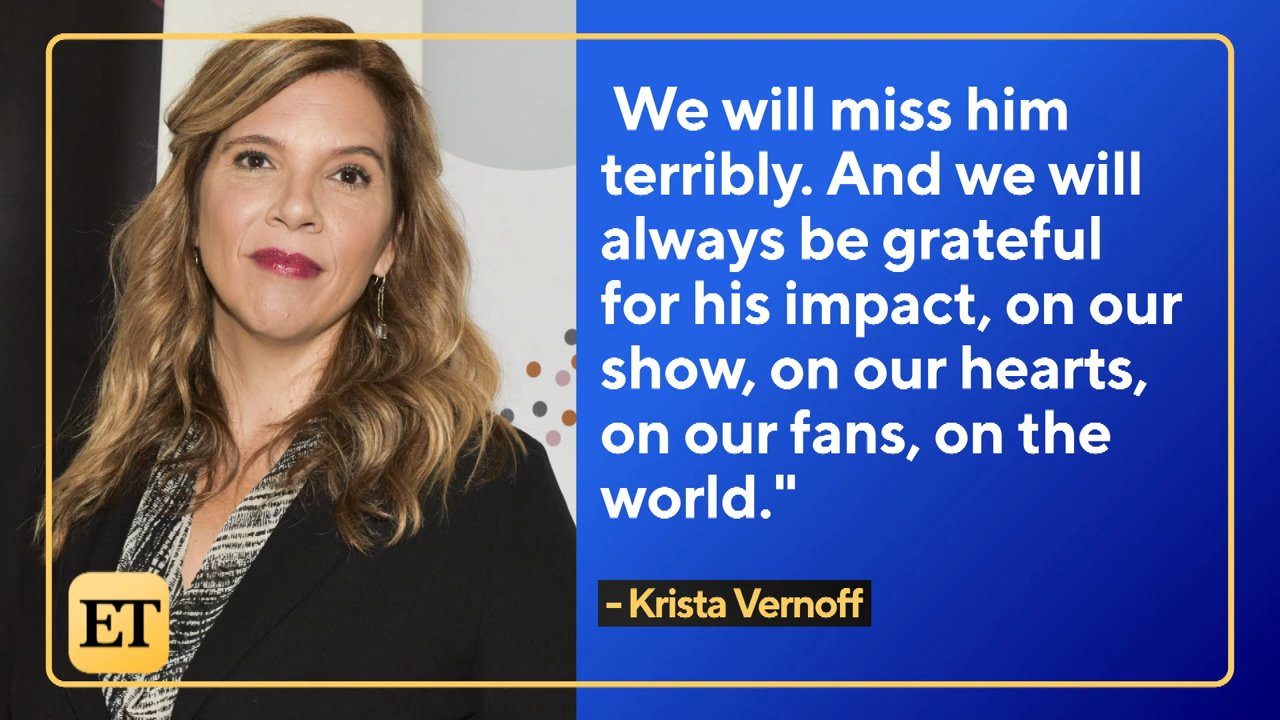 We will miss him
terribly. And we will
always be grateful
for his impact, on our
show, on our hearts,
on our fans, on the
world."
- Krista Vernoff
ET